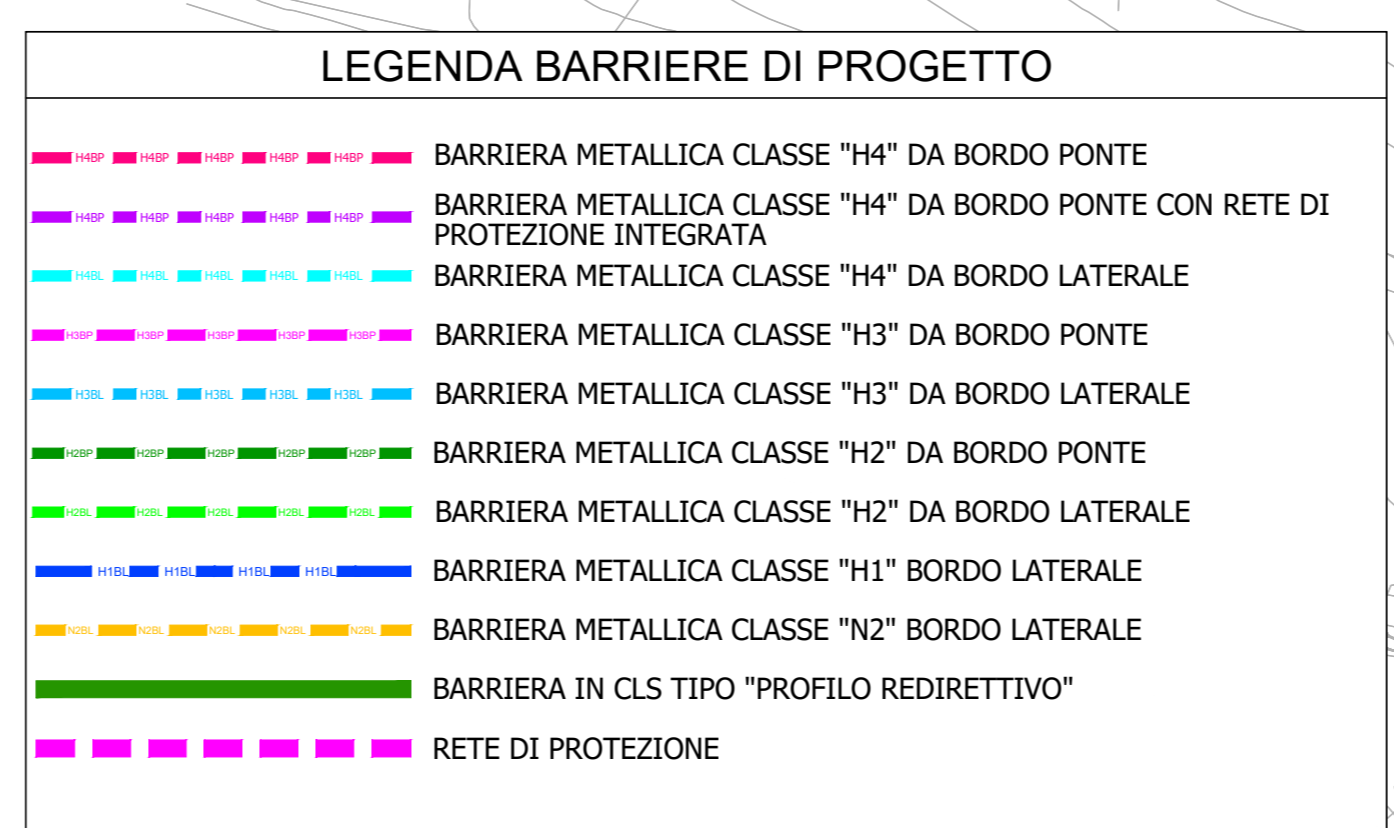 LEGENDA BARRIERE DI PROGETTO
H4BP H4BP H4BP H4BP H4BP BARRIERA METALLICA CLASSE "H4" DA BORDO PONTE
H4BP H4BP H4BP H4BP H4BP BARRIERA METALLICA CLASSE "H4" DA BORDO PONTE CON RETE DI
PROTEZIONE INTEGRATA
H4BL H4BL H4BL H4BL H4BL BARRIERA METALLICA CLASSE "H4" DA BORDO LATERALE
H3BP H3BP H3BP H3BP H3BP BARRIERA METALLICA CLASSE "H3" DA BORDO PONTE
H3BL H3BL H3BL H3BL H3BL BARRIERA METALLICA CLASSE "H3" DA BORDO LATERALE
H2BP H2BP H2BP H2BP H2BP BARRIERA METALLICA CLASSE "H2" DA BORDO PONTE
H2BL H2BL H2BL H2BL H2BL BARRIERA METALLICA CLASSE "H2" DA BORDO LATERALE
H1BL H1BL H1BL H1BL BARRIERA METALLICA CLASSE "H1" BORDO LATERALE
N2BL N2BL N2BL N2BL N2BL BARRIERA METALLICA CLASSE "N2" BORDO LATERALE
BARRIERA IN CLS TIPO "PROFILO REDIRETTIVO"
RETE DI PROTEZIONE